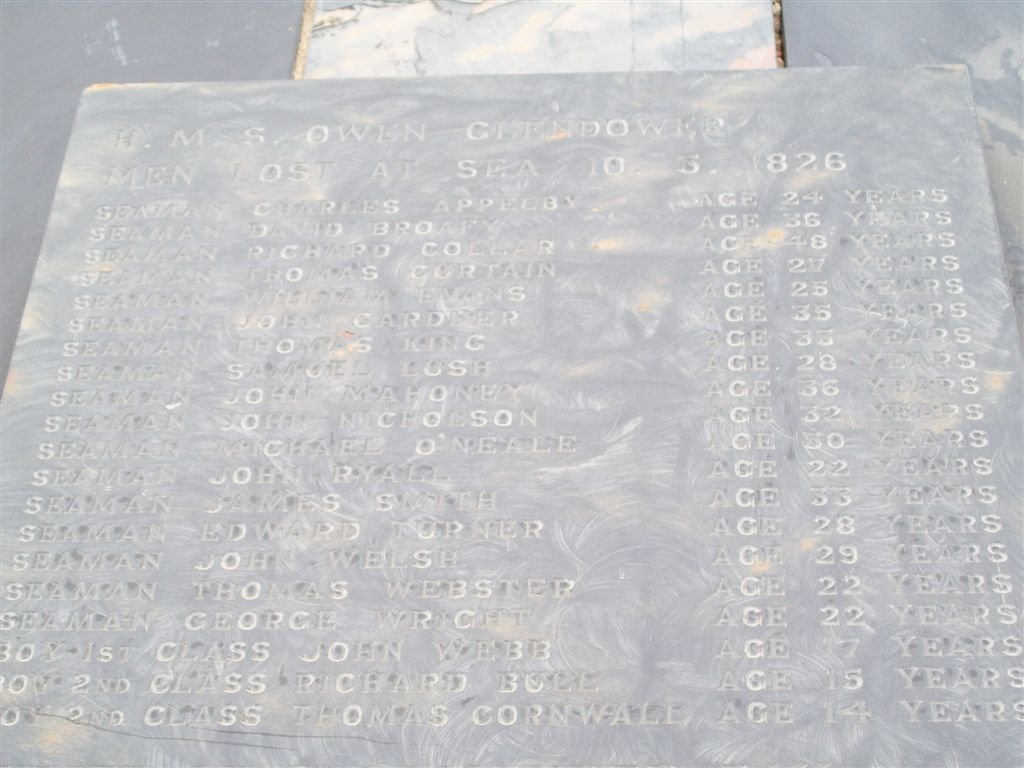 H. M. S. OWEN GLENDOWER
MEN LOST AT SEA 10. 3. 1826
SEAMAN CHARLES APPELBY AGE 24 YEARS
SEAMAN DAVID BROAFY AGE 36 YEARS
SEAMAN RICHARD COLLAR AGE 48 YEARS
SEAMAN THOMAS CURTAIN AGE 27 YEARS
SEAMAN WILLIAM EVANS AGE 25 YEARS
SEAMAN JOHN GARDNER AGE 35 YEARS
SEAMAN THOMAS KING AGE 33 YEARS
SEAMAN SAMUEL LUSH AGE 28 YEARS
SEAMAN JOHN MAHONEY AGE 36 YEARS
SEAMAN JOHN NICHOLSON AGE 32 YEARS
SEAMAN MICHAEL O'NEALE AGE 30 YEARS
SEAMAN JOHN RYALL AGE 22 YEARS
SEAMAN JAMES SMITH AGE 33 YEARS
SEAMAN EDWARD TURNER AGE 28 YEARS
SEAMAN JOHN WELSH AGE 29 YEARS
SEAMAN THOMAS WEBSTER AGE 22 YEARS
SEAMAN GEORGE WRIGHT AGE 22 YEARS
BOY 1ST CLASS JOHN WEBB AGE 17 YEARS
BOY 2ND CLASS RICHARD BULL AGE 15 YEARS
OY 2ND CLASS THOMAS CORNWALL AGE 14 YEARS